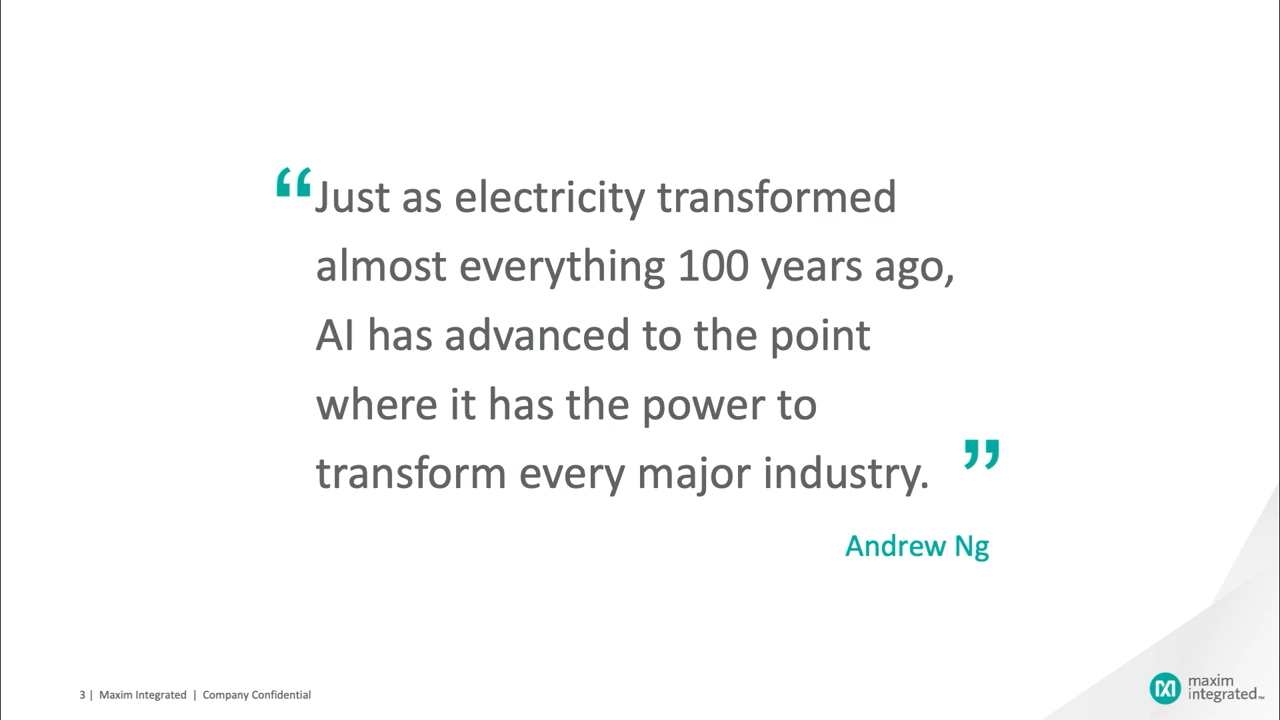 “Just as electricity transformed
almost everything 100 years ago,
AI has advanced to the point
where it has the power to
transform every major industry. ”
Andrew Ng
3 | Maxim Integrated | Company Confidential
maxim
integrated™